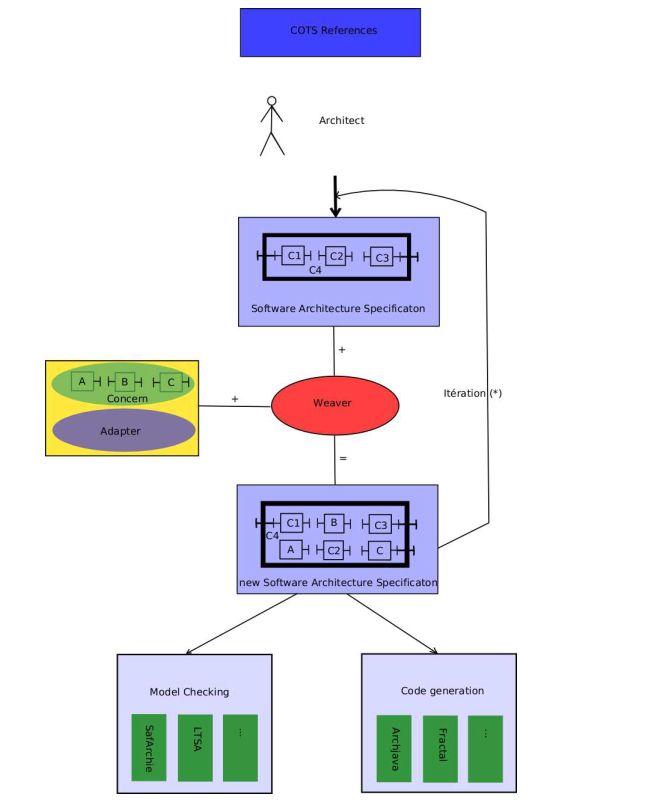 COTS References
Architect
C1 C2 C3
C4
Software Architecture Specificaton
+
Itération (*)
A B C
Concern
Adapter
+
Weaver
=
C1 B C3
C4
A C2 C
new Software Architecture Specificaton
Model Checking
SafArchie
LTSA
...
Code generation
Archjava
Fractal
...